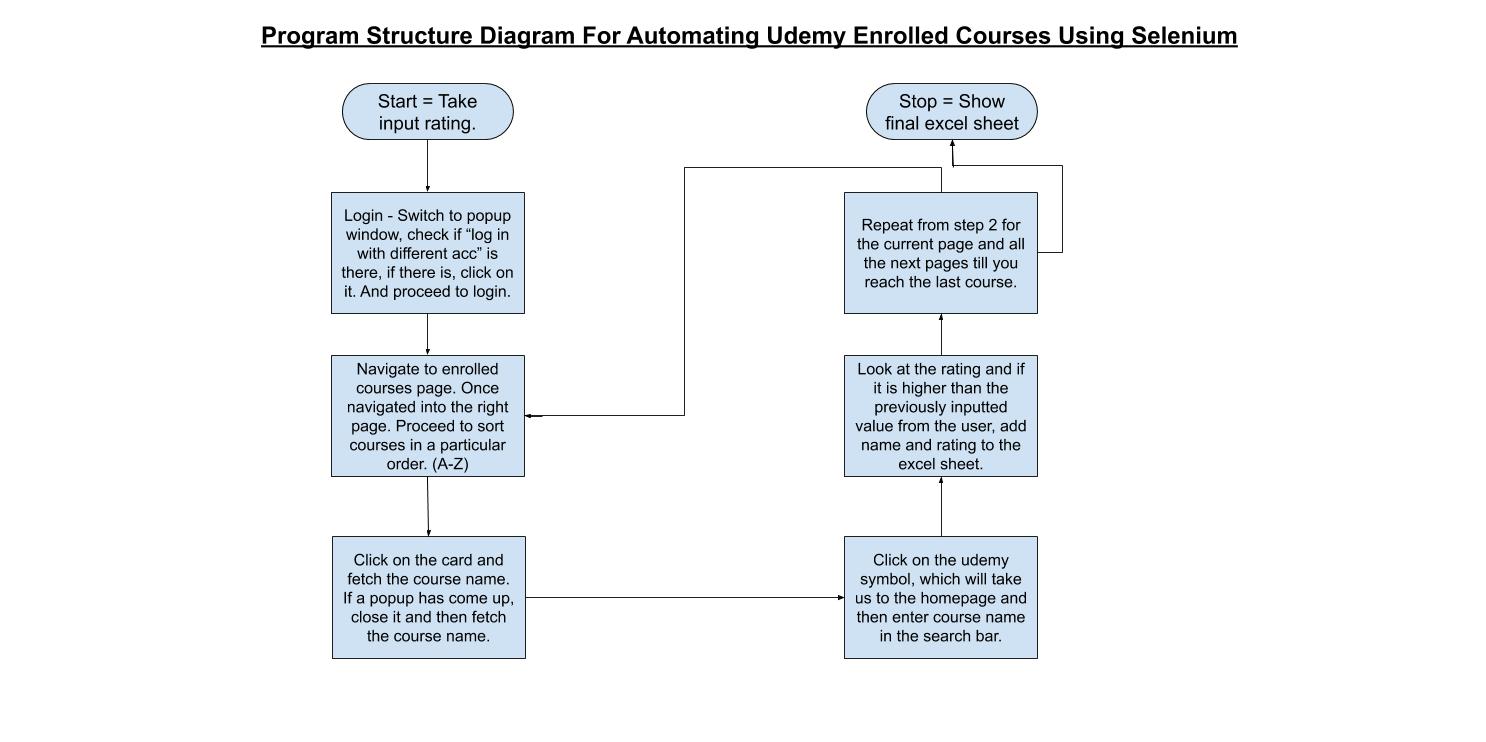 Program Structure Diagram For Automating Udemy Enrolled Courses Using Selenium
Start = Take
input rating.
Login - Switch to popup
window, check if “log in
with different acc” is
there, if there is, click on
it. And proceed to login.
Navigate to enrolled
courses page. Once
navigated into the right
page. Proceed to sort
courses in a particular
order. (A-Z)
Click on the card and
fetch the course name.
If a popup has come up,
close it and then fetch
the course name.
Click on the udemy
symbol, which will take
us to the homepage and
then enter course name
in the search bar.
Look at the rating and if
it is higher than the
previously inputted
value from the user, add
name and rating to the
excel sheet.
Repeat from step 2 for
the current page and all
the next pages till you
reach the last course.
Stop = Show
final excel sheet